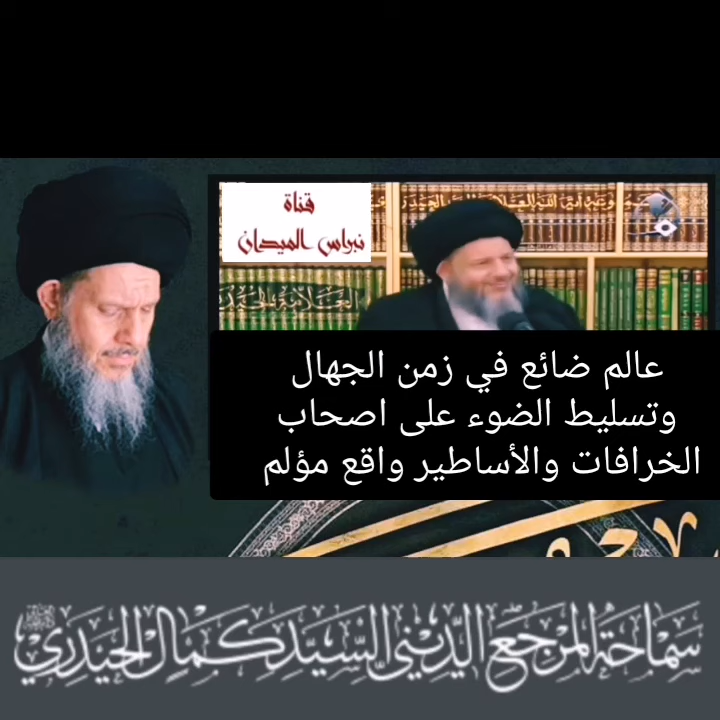 قناة
نبراس الميدان
عالم ضائع في زمن الجهال
وتسليط الضوء على اصحاب
الخرافات والأساطير واقع مؤلم
سماحة المرجع الديني السيد كمال الحيدري